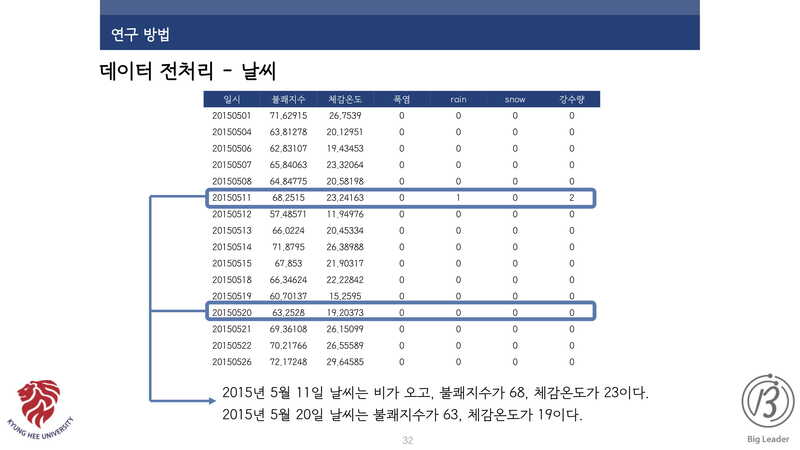 연구 방법
데이터 전처리 - 날씨
일시 불쾌지수 체감온도 폭염 rain snow 강수량
20150501 71.62915 26.7539 0 0 0 0
20150504 63.81278 20.12951 0 0 0 0
20150506 62.83107 19.43453 0 0 0 0
20150507 65.84063 23.32064 0 0 0 0
20150508 64.84775 20.58198 0 0 0 0
20150511 68.2515 23.24163 0 1 0 2
20150512 57.48571 11.94976 0 0 0 0
20150513 66.0224 20.45334 0 0 0 0
20150514 71.8795 26.38988 0 0 0 0
20150515 67.853 21.90317 0 0 0 0
20150518 66.34624 22.22842 0 0 0 0
20150519 60.70137 15.2595 0 0 0 0
20150520 63.2528 19.20373 0 0 0 0
20150521 69.36108 26.15099 0 0 0 0
20150522 70.21766 26.55589 0 0 0 0
20150526 72.17248 29.64585 0 0 0 0
2015년 5월 11일 날씨는 비가 오고, 불쾌지수가 68, 체감온도가 23이다.
2015년 5월 20일 날씨는 불쾌지수가 63, 체감온도가 19이다.
KYUNG HEE UNIVERSITY
32
Big Leader